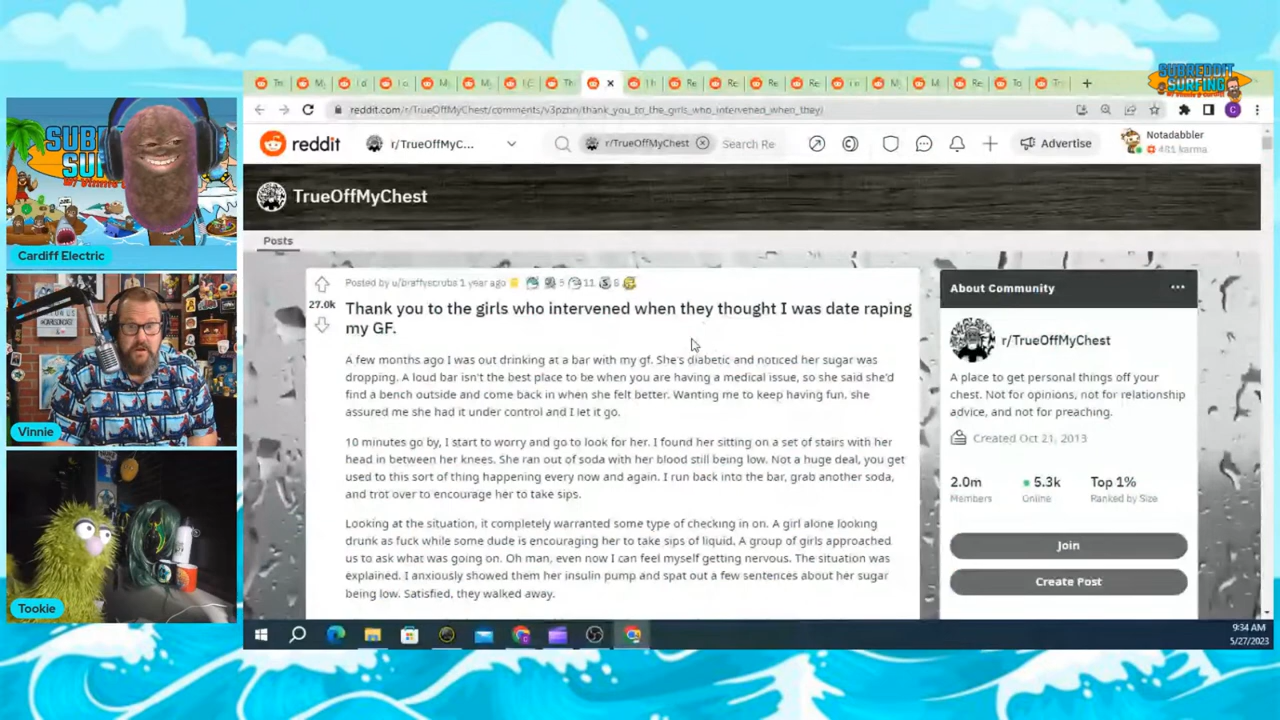 SUBREDDIT
SURFING
reddit.com/r/TrueOffMyChest/comments/v3pzho/thank_you_to_the_girls_who_intervened_when_they/
reddit
r/TrueOffMyC...
r/TrueOffMyChest
Search Re
Advertise
Notadabbler
481 karma
TrueOffMyChest
Posts
Cardiff Electric
Vinnie
Tookie
Posted by
1 year ago
5
11
8
27.0k
Thank you to the girls who intervened when they thought I was date raping
my GF.
A few months ago I was out drinking at a bar with my gf. She's diabetic and noticed her sugar was
dropping. A loud bar isn't the best place to be when you are having a medical issue, so she said she'd
find a bench outside and come back in when she felt better. Wanting me to keep having fun, she
assured me she had it under control and I let it go.
10 minutes go by, I start to worry and go to look for her. I found her sitting on a set of stairs with her
head in between her knees. She ran out of soda with her blood still being low. Not a huge deal, you get
used to this sort of thing happening every now and again. I run back into the bar, grab another soda,
and trot over to encourage her to take sips.
Looking at the situation, it completely warranted some type of checking in on. A girl alone looking
drunk as fuck while some dude is encouraging her to take sips of liquid. A group of girls approached
us to ask what was going on. Oh man, even now I can feel myself getting nervous. The situation was
explained. I anxiously showed them her insulin pump and spat out a few sentences about her sugar
being low. Satisfied, they walked away.
About Community
r/TrueOffMyChest
A place to get personal things off your
chest. Not for opinions, not for relationship
advice, and not for preaching.
Created Oct 21, 2013
2.0m
Members
5.3k
Online
Top 1%
Ranked by Size
Join
Create Post
9:34 AM
5/27/2023